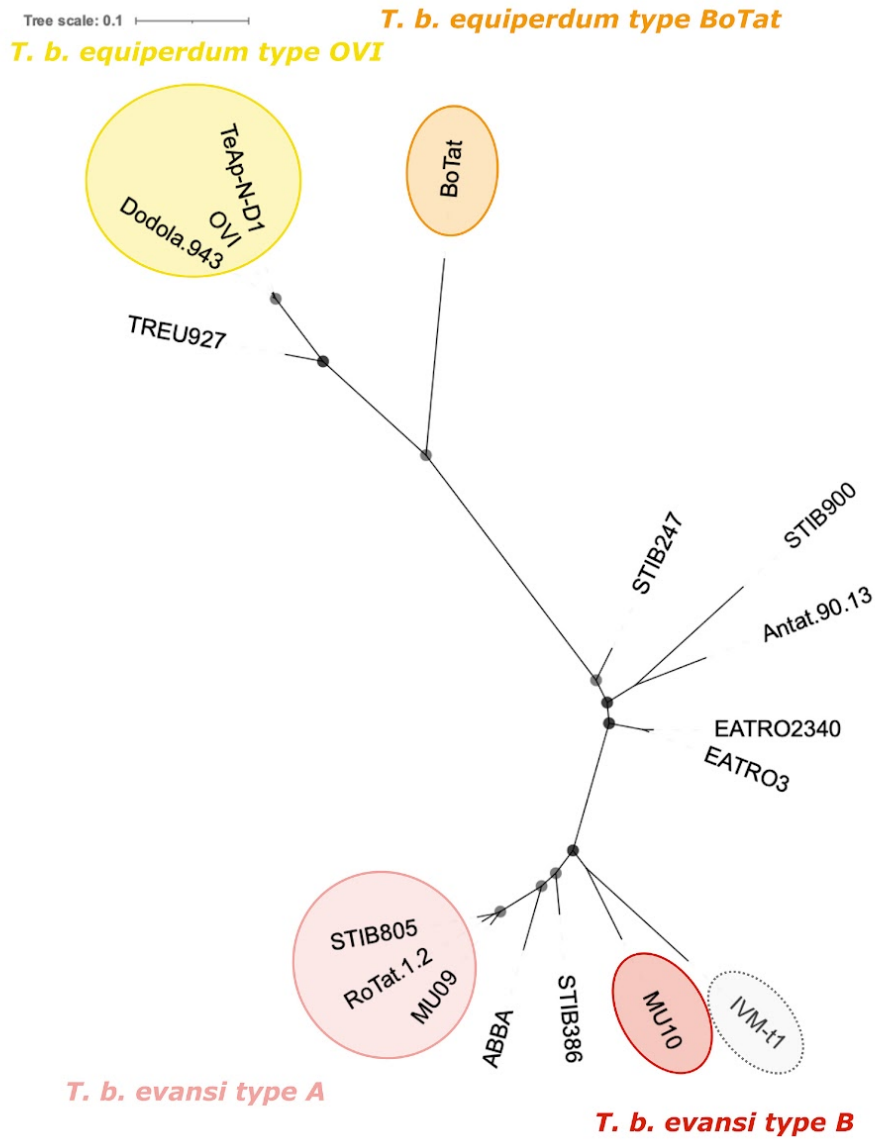 Tree scale: 0.1
T. b. equiperdum type BoTat
T. b. equiperdum type OVI
TeAp-N-D1
OVI
Dodola.943
BoTat
TREU927
STIB247
STIB900
Antat.90.13
EATRO2340
EATRO3
STIB805
RoTat.1.2
MU09
ABBA
STIB386
MU10
IVM-t1
T. b. evansi type A
T. b. evansi type B